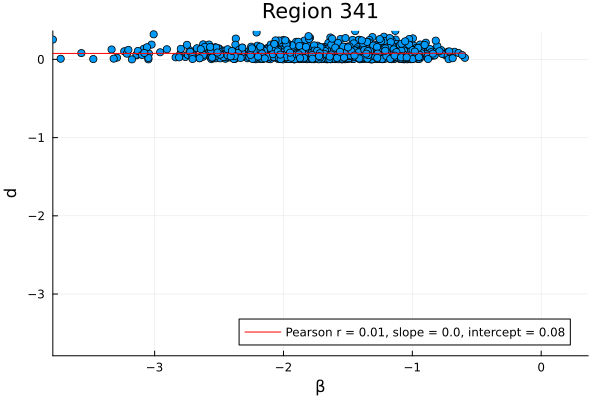 Region 341
d
0
−1
−2
−3
Pearson r = 0.01, slope = 0.0, intercept = 0.08
−3 −2 −1 0
β